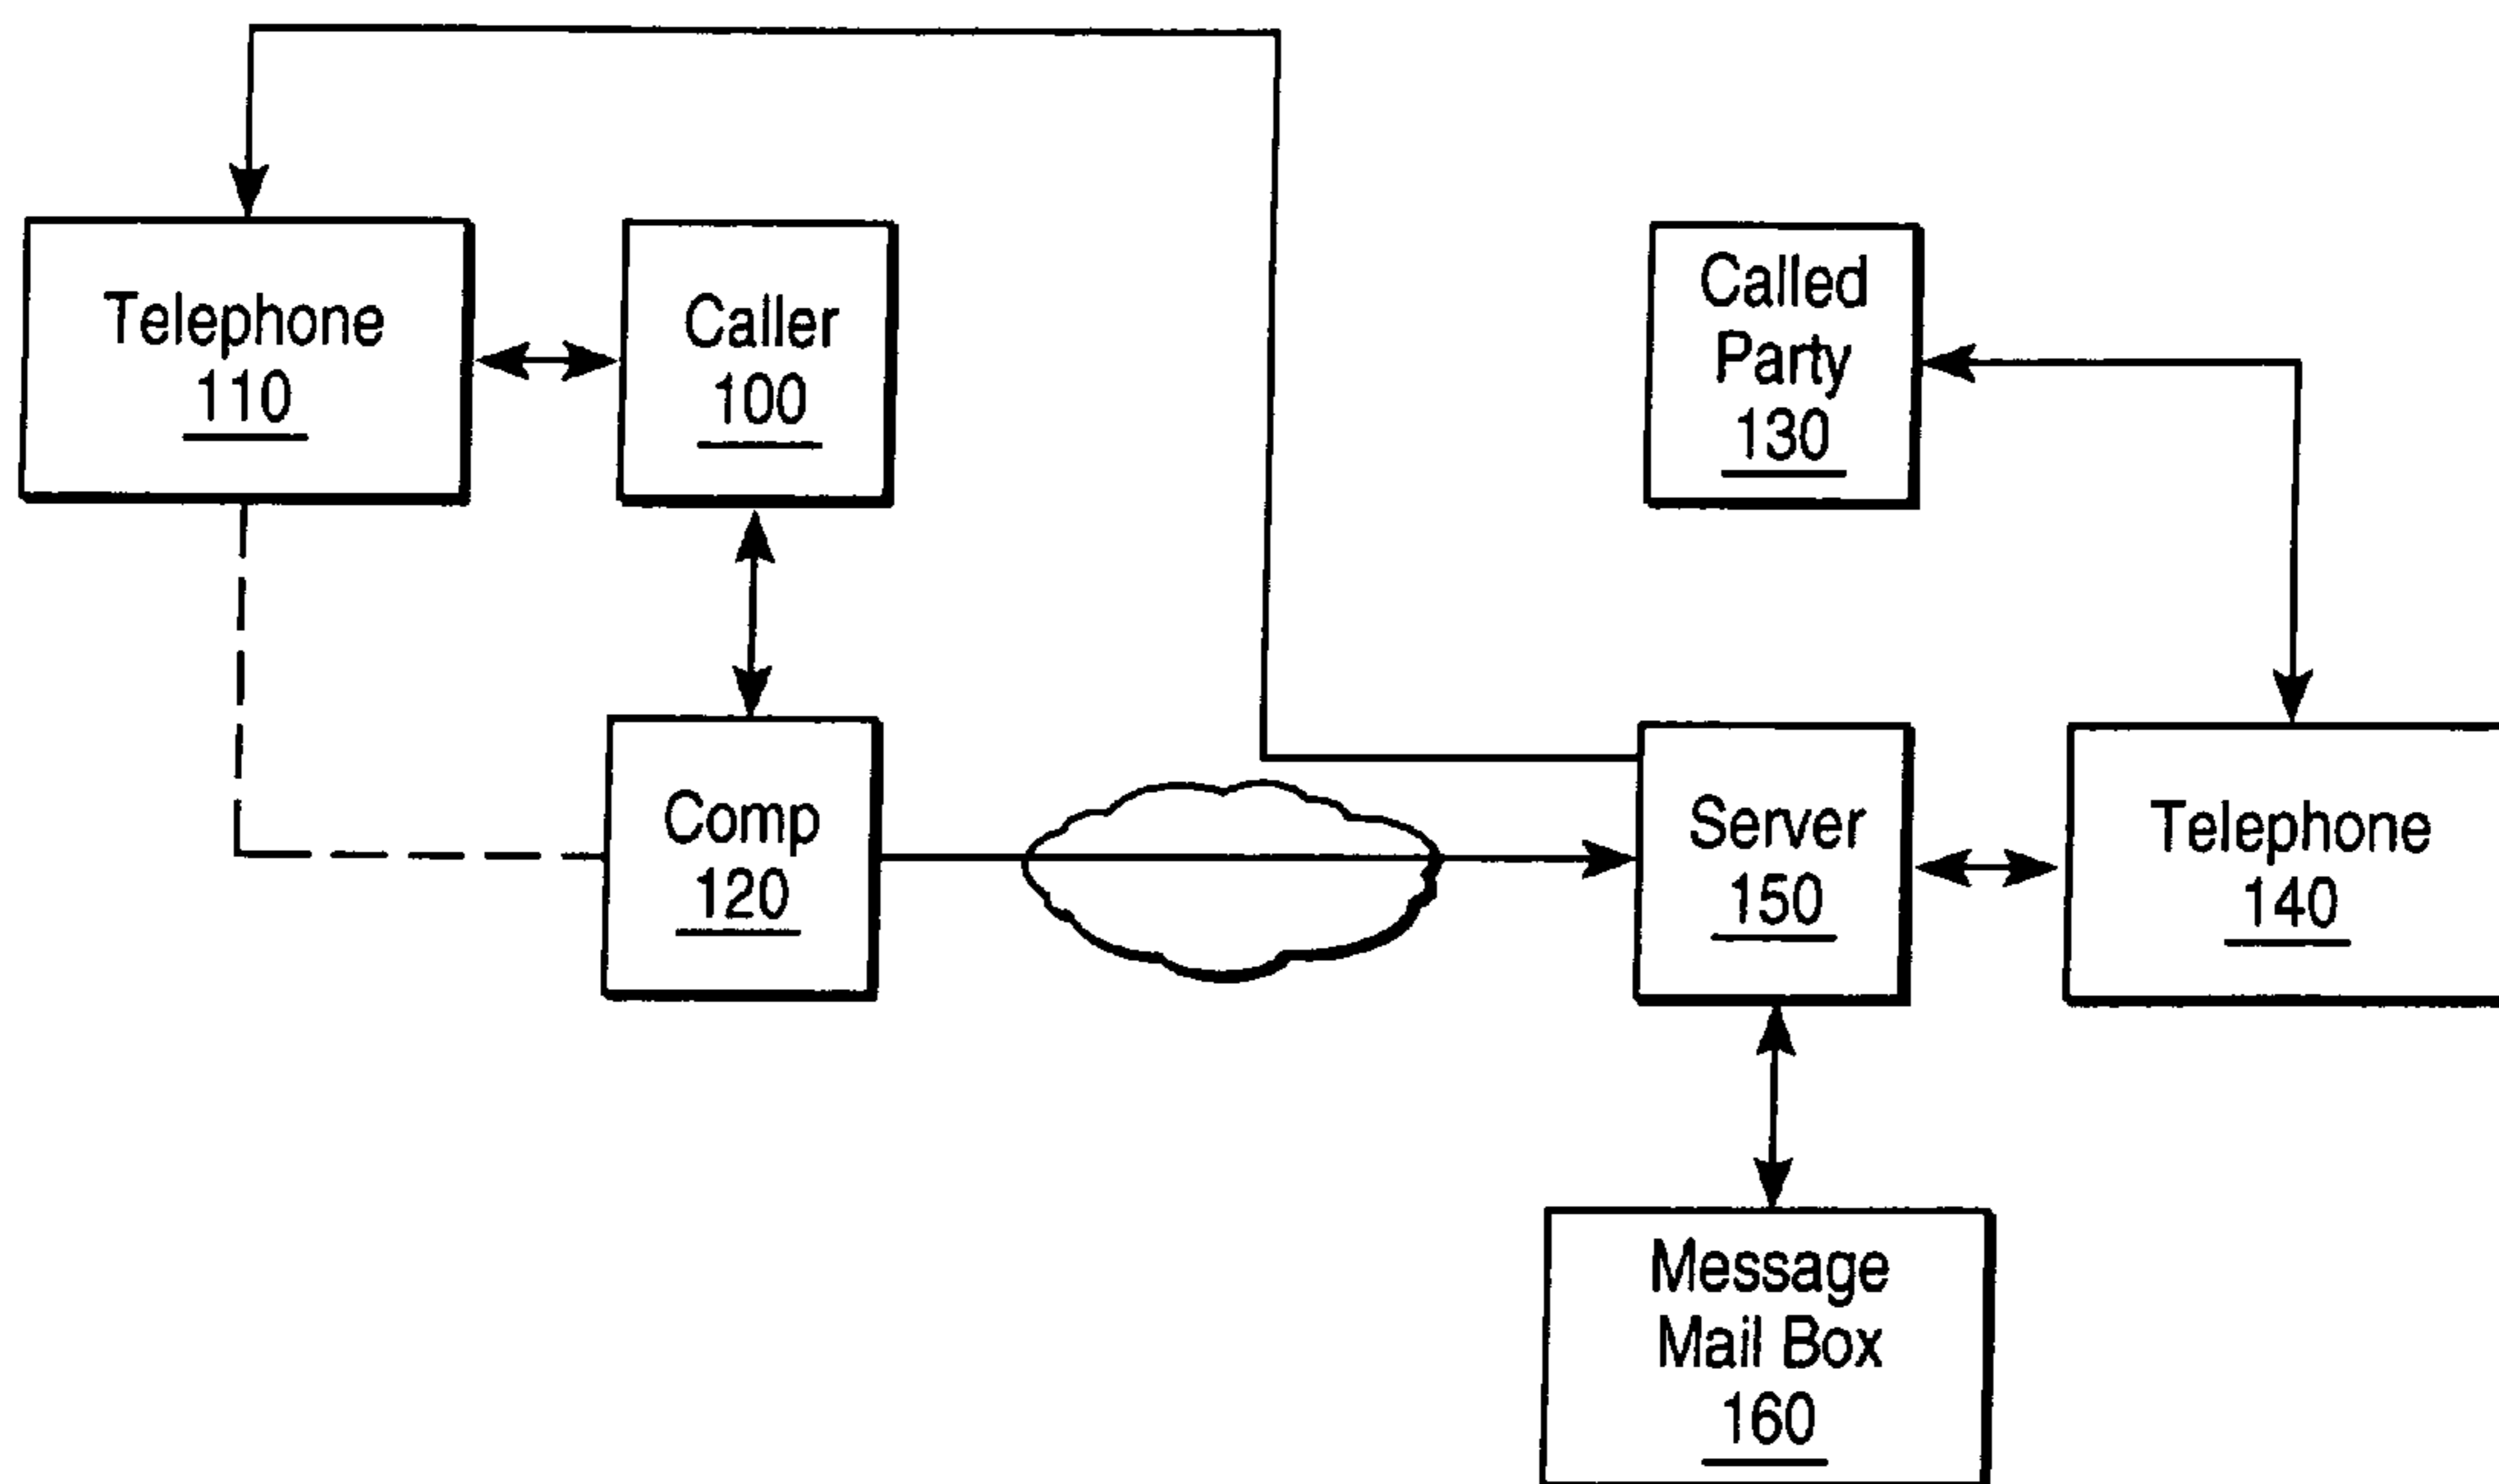 Telephone
110
Caller
100
Called
Party
130
Comp
120
Server
150
Telephone
140
Message
Mail Box
160